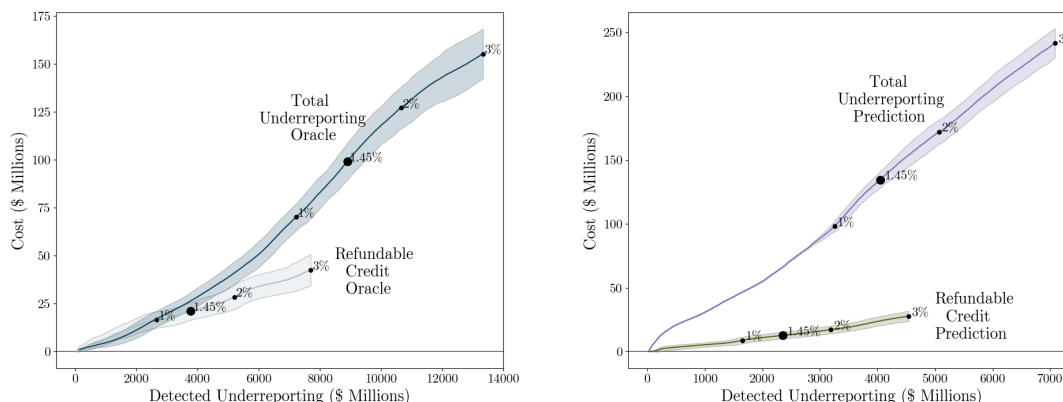 175
150
125
100
75
50
25
0
Cost ($ Millions)
Total
Underreporting
Oracle
3%
2%
1.45%
1%
Refundable
Credit
Oracle
3%
2%
1.45%
1%
0
2000
4000
6000
8000
10000
12000
14000
Detected Underreporting ($ Millions)
250
200
150
100
50
0
Cost ($ Millions)
Total
Underreporting
Prediction
2%
1.45%
1%
Refundable
Credit
Prediction
3%
2%
1.45%
1%
0
1000
2000
3000
4000
5000
6000
7000
Detected Underreporting ($ Millions)